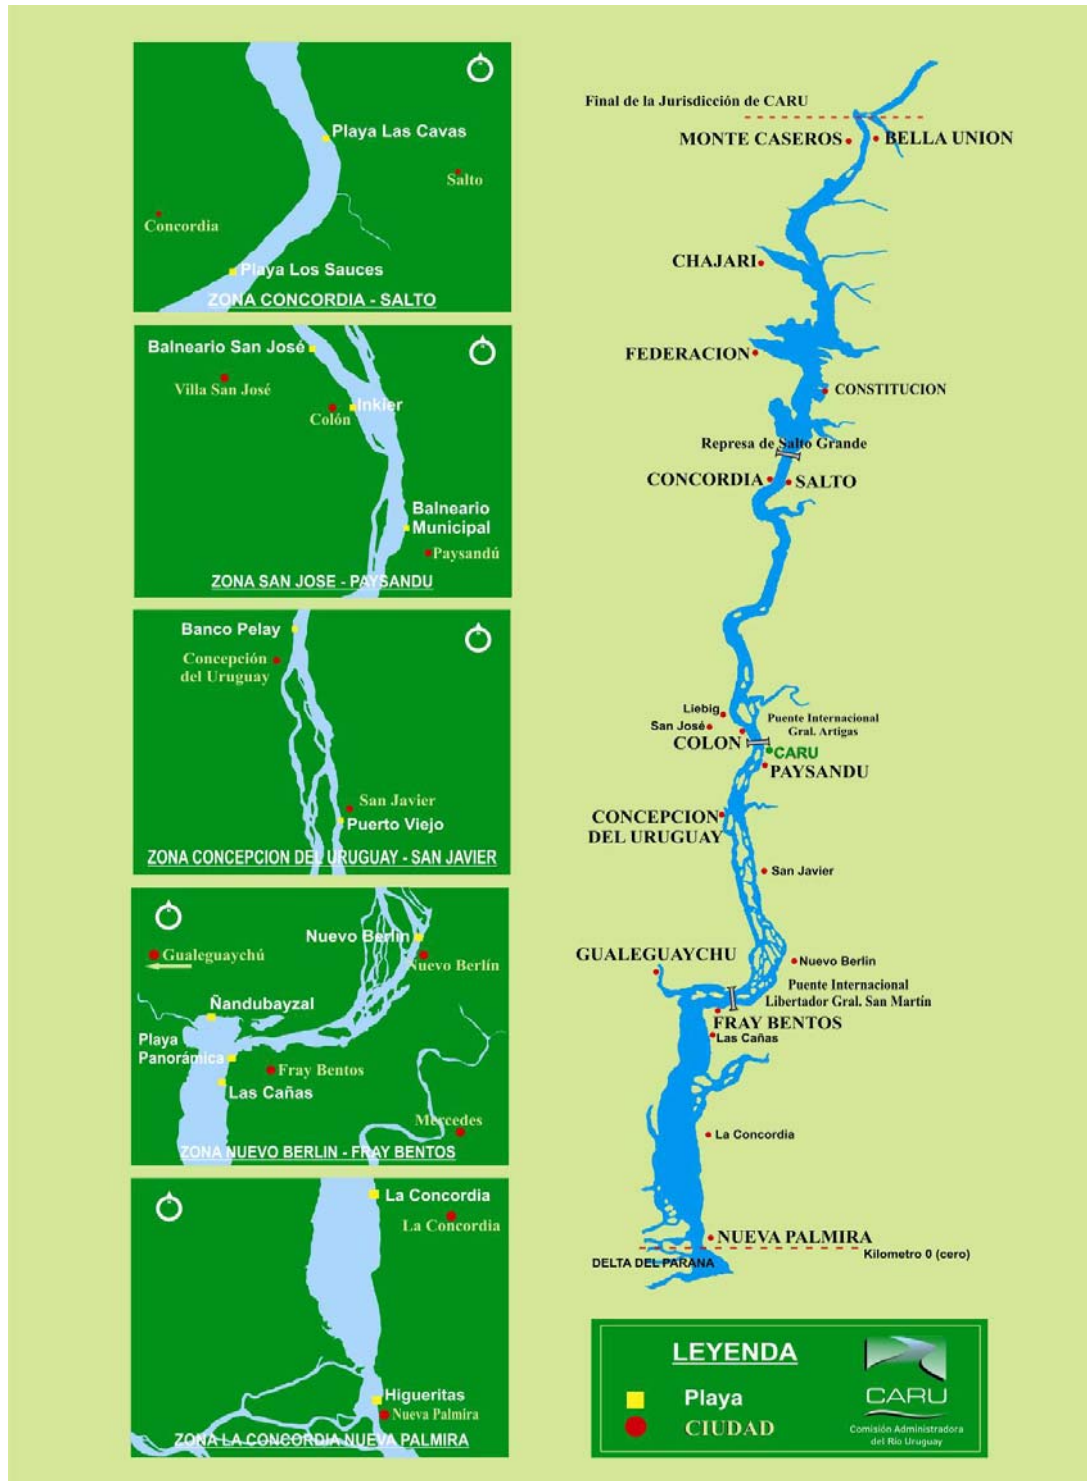 Playa Las Cavas
Salto
Concordia
Playa Los Sauces
ZONA CONCORDIA - SALTO
Balneario San José
Villa San José
Inkier
Colón
Balneario
Municipal
Paysandú
ZONA SAN JOSE - PAYSANDU
Banco Pelay
Concepción
del Uruguay
San Javier
Puerto Viejo
ZONA CONCEPCION DEL URUGUAY - SAN JAVIER
Nuevo Berlín
Gualeguaychú
Nuevo Berlín
Ñandubayzal
Playa
Panorámica
Fray Bentos
Las Cañas
Mercedes
ZONA NUEVO BERLIN - FRAY BENTOS
La Concordia
La Concordia
Higueritas
Nueva Palmira
ZONA LA CONCORDIA NUEVA PALMIRA
Final de la Jurisdicción de CARU
MONTE CASEROS
BELLA UNION
CHAJARI
FEDERACION
CONSTITUCION
Represa de Salto Grande
CONCORDIA
SALTO
Liebig
San José
Puente Internacional
Gral. Artigas
COLON
CARU
PAYSANDU
CONCEPCION
DEL URUGUAY
San Javier
GUALEGUAYCHU
Nuevo Berlin
Puente Internacional
Libertador Gral. San Martín
FRAY BENTOS
Las Cañas
La Concordia
NUEVA PALMIRA
Kilometro 0 (cero)
DELTA DEL PARANA
LEYENDA
Playa
CIUDAD
CARU
Comisión Administradora
del Río Uruguay